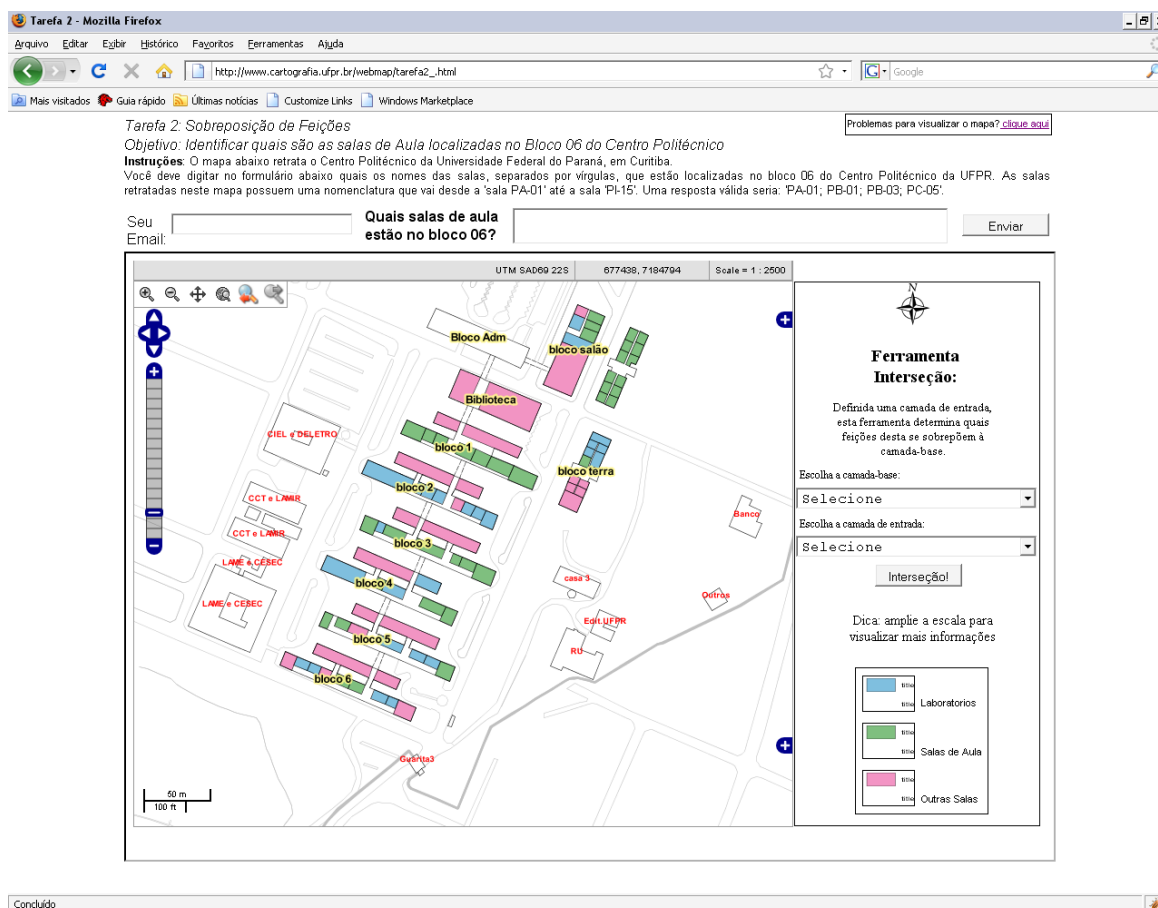 Tarefa 2 - Mozilla Firefox
Arquivo Editar Exibir Histórico Favoritos Ferramentas Ajuda
http://www.cartografia.ufpr.br/webmap/tarefa2_.html
Google
Mais visitados Guia rápido Últimas notícias Customize Links Windows Marketplace
Tarefa 2: Sobreposição de Feições
Problemas para visualizar o mapa? clique aqui
Objetivo: Identificar quais são as salas de Aula localizadas no Bloco 06 do Centro Politécnico
Instruções: O mapa abaixo retrata o Centro Politécnico da Universidade Federal do Paraná, em Curitiba.
Você deve digitar no formulário abaixo quais os nomes das salas, separados por vírgulas, que estão localizadas no bloco 06 do Centro Politécnico da UFPR. As salas
retratadas neste mapa possuem uma nomenclatura que vai desde a 'sala PA-01' até a sala 'PI-15'. Uma resposta válida seria: 'PA-01; PB-01; PB-03; PC-05'.
Seu
Email:
Quais salas de aula
estão no bloco 06?
Enviar
UTM SAD69 22S 677438, 7184794 Scale = 1 : 2500
N
Bloco Adm
bloco salão
Biblioteca
CIEL e DELETRO
bloco 1
bloco terra
bloco 2
CCT e LAMIR
Banco
CCT e LAMIR
bloco 3
LAME e CESEC
bloco 4
casa 3
Outros
LAME e CESEC
Edit.UFPR
bloco 5
RU
bloco 6
Guarita3
50 m
100 ft
Ferramenta
Interseção:
Definida uma camada de entrada,
esta ferramenta determina quais
feições desta se sobrepõem à
camada-base.
Escolha a camada-base:
Selecione
Escolha a camada de entrada:
Selecione
Interseção!
Dica: amplie a escala para
visualizar mais informações
title
title Laboratorios
title
title Salas de Aula
title
title Outras Salas
Concluído